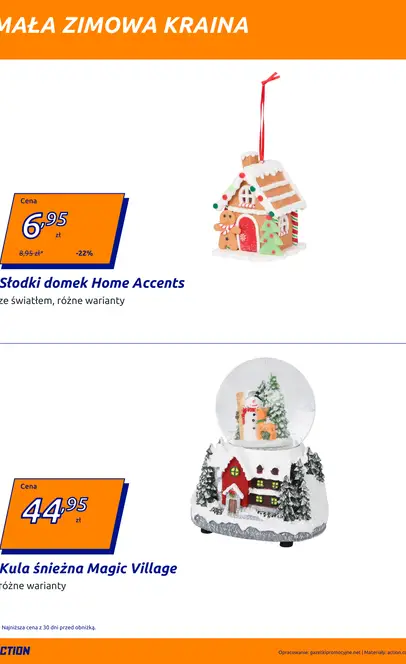 MAŁA ZIMOWA KRAINA
Cena
6,95
zł
8,95 zł* -22%
Słodki domek Home Accents
ze światłem, różne warianty
Cena
44,95
zł
Kula śnieżna Magic Village
różne warianty
Najniższa cena z 30 dni przed obniżką.
CTION
Opracowanie: gazetkipromocyjne.net | Materiały: action.c